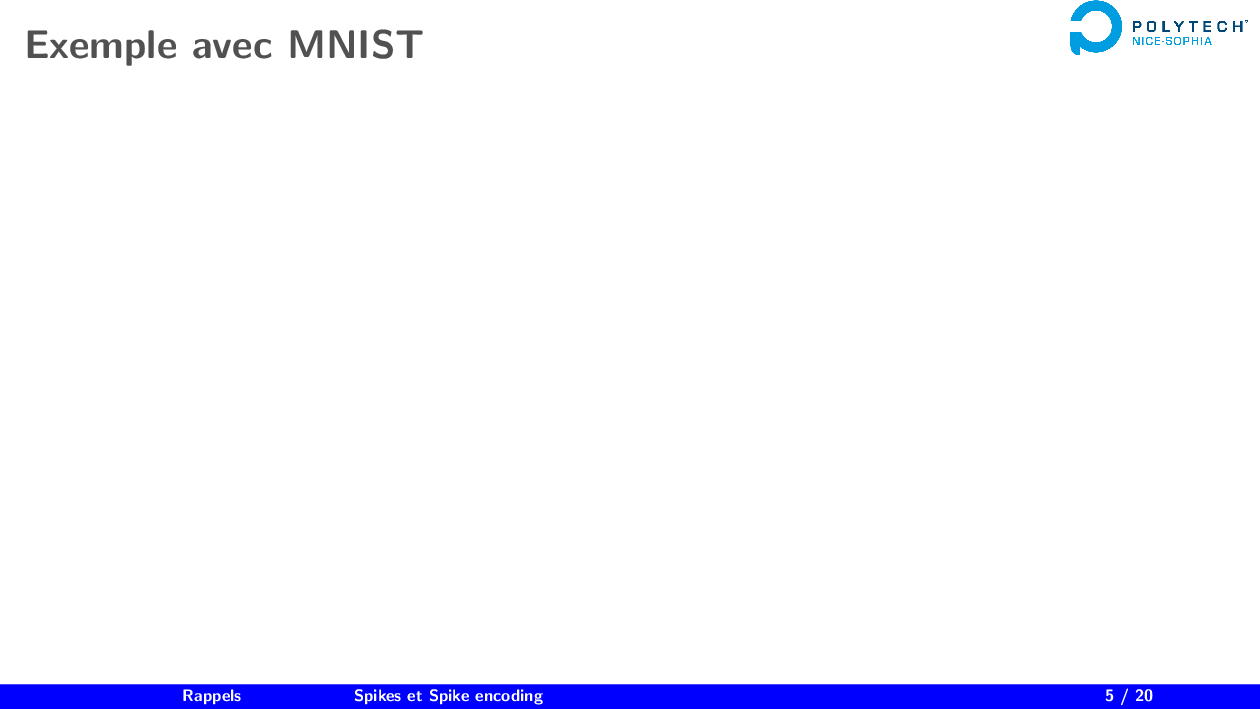 Exemple avec MNIST
POLYTECH
NICE-SOPHIA
Rappels Spikes et Spike encoding 5 / 20